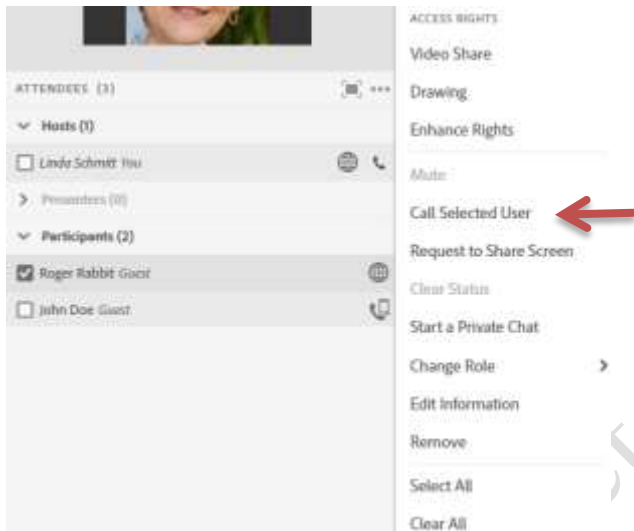 ATTENDEES (3)
Hosts (1)
Linda Schmitt You
Presenters (0)
Participants (2)
Roger Rabbit Guest
John Doe Guest
ACCESS RIGHTS
Video Share
Drawing
Enhance Rights
Mute
Call Selected User
Request to Share Screen
Clear Status
Start a Private Chat
Change Role
Edit Information
Remove
Select All
Clear All